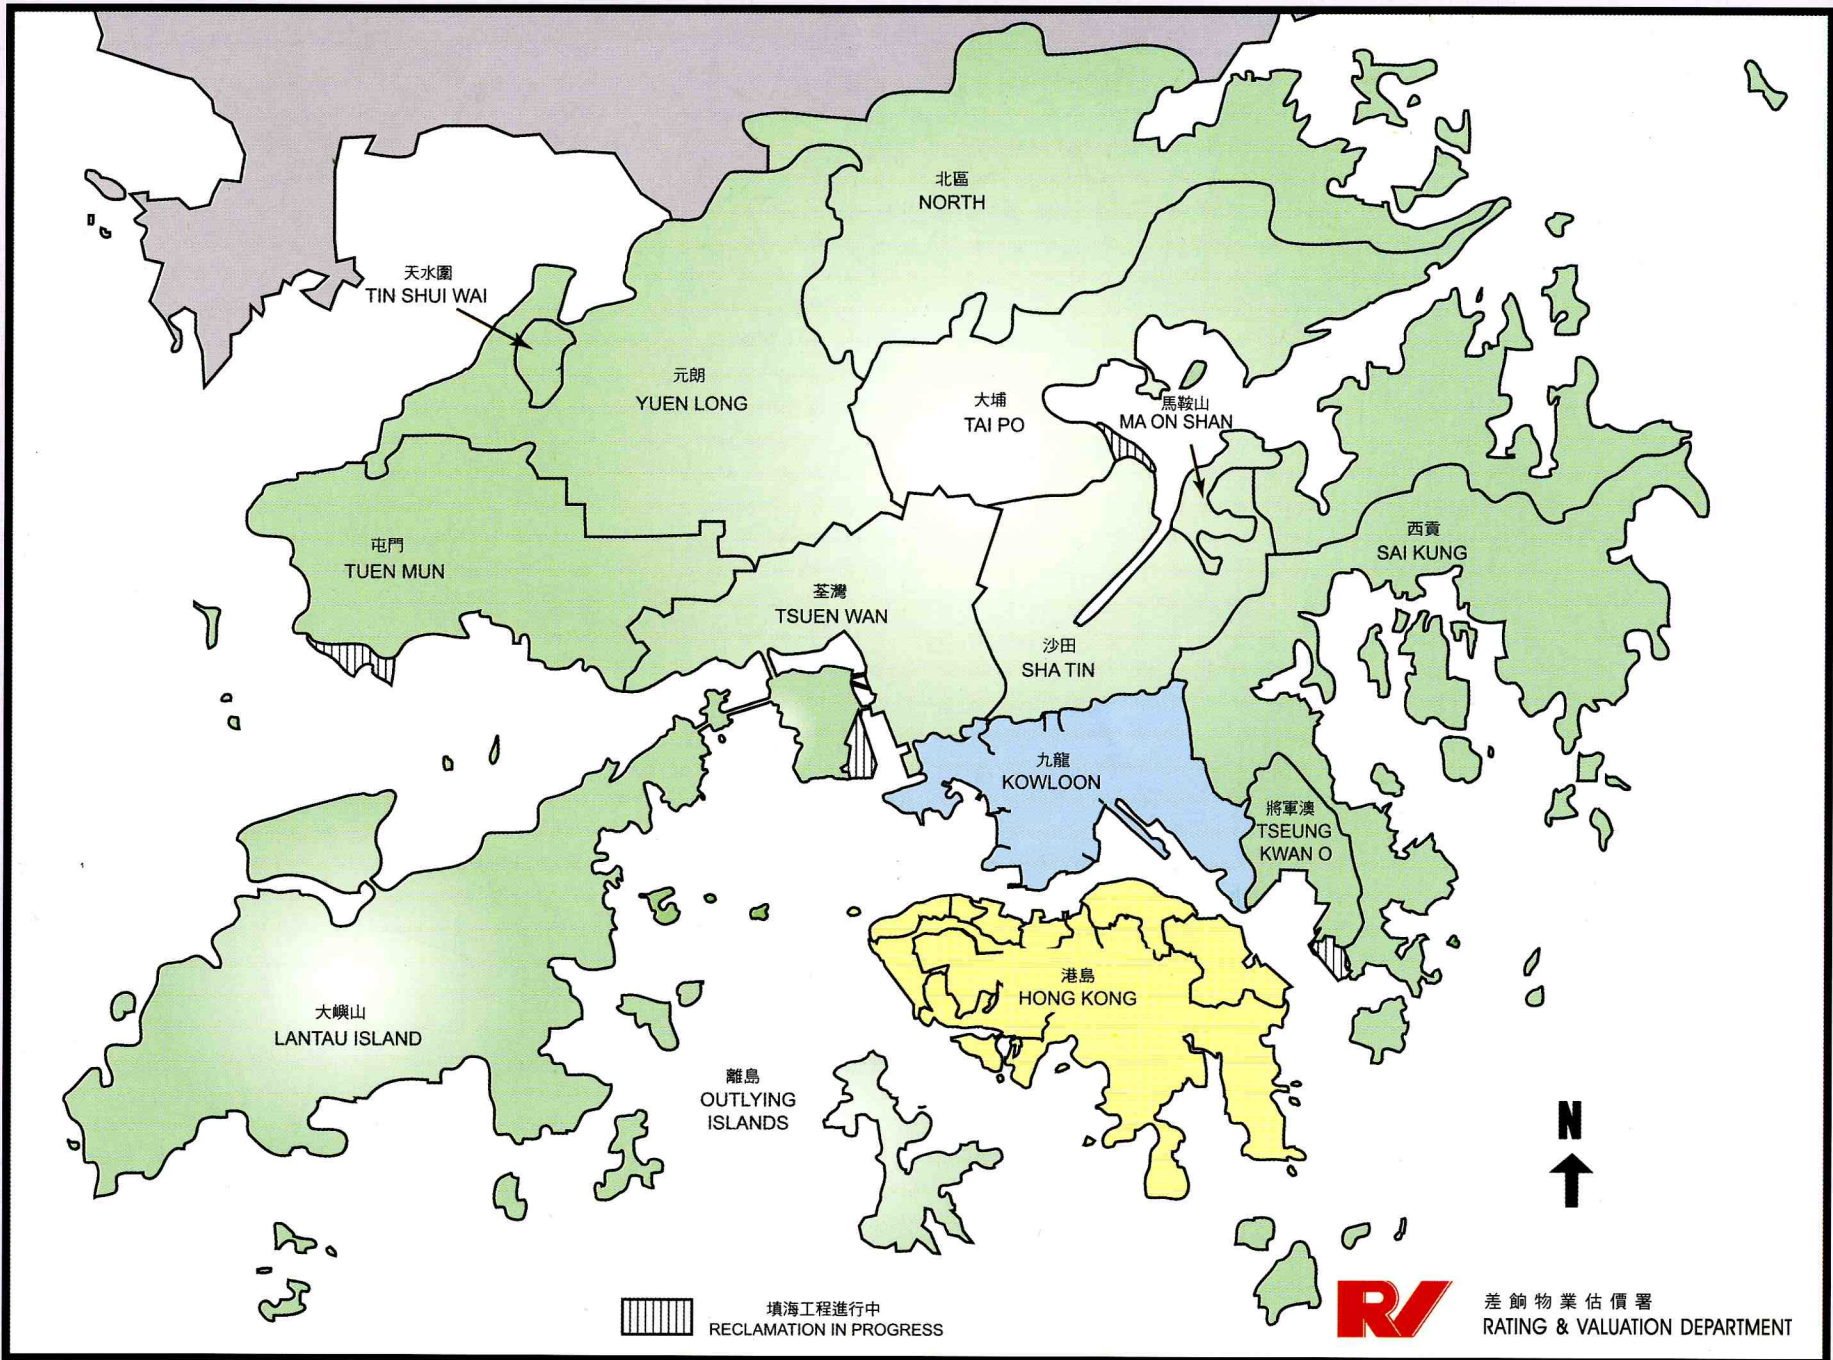 北區
NORTH
天水圍
TIN SHUI WAI
元朗
YUEN LONG
大埔
TAI PO
馬鞍山
MA ON SHAN
西貢
SAI KUNG
屯門
TUEN MUN
荃灣
TSUEN WAN
沙田
SHA TIN
九龍
KOWLOON
將軍澳
TSEUNG
KWAN O
港島
HONG KONG
大嶼山
LANTAU ISLAND
離島
OUTLYING
ISLANDS
N
填海工程進行中
RECLAMATION IN PROGRESS
RV
差餉物業估價署
RATING & VALUATION DEPARTMENT